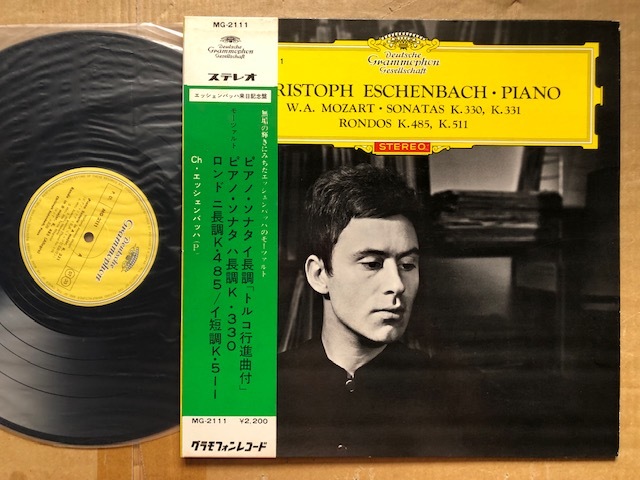 MG-2111
Deutsche
Grammophon
Gesellschaft
ステレオ
エッシェンバッハ来日記念盤
無垢の輝きにみちたエッシェンバッハのモーツァルト
モーツァルト
ピアノ・ソナタ イ長調「トルコ行進曲付」
ピアノ・ソナタ ハ長調K・330
ロンド ニ長調K・485/イ短調K・511
Ch・エッシェンバッハ(p)
MG-2111 ¥2,200
グラモフォンレコード
Deutsche
Grammophon
Gesellschaft
RISTOPH ESCHENBACH · PIANO
W.A. MOZART · SONATAS K.330, K.331
RONDOS K.485, K.511
STEREO
Deutsche
Grammophon
MG 2111